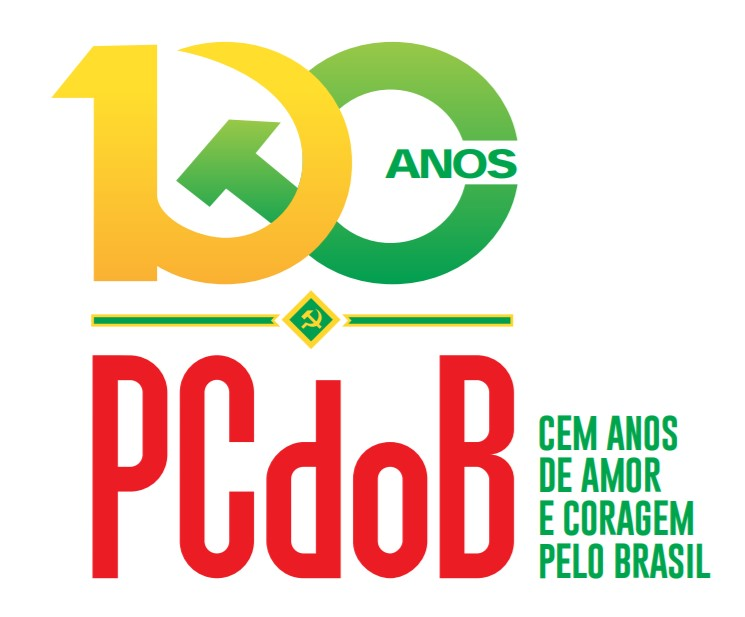 100
ANOS
PCdoB
CEM ANOS
DE AMOR
E CORAGEM
PELO BRASIL